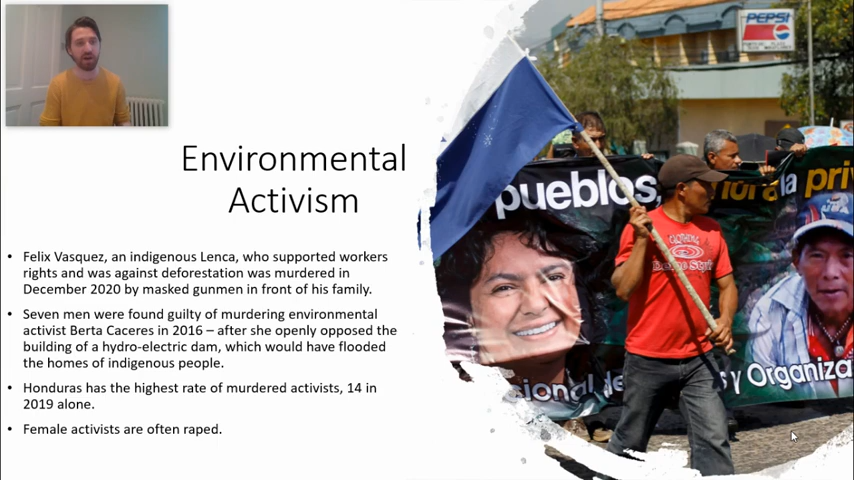 PEPSI
Environmental
Activism
• Felix Vasquez, an indigenous Lenca, who supported workers
rights and was against deforestation was murdered in
December 2020 by masked gunmen in front of his family.
• Seven men were found guilty of murdering environmental
activist Berta Caceres in 2016 – after she openly opposed the
building of a hydro-electric dam, which would have flooded
the homes of indigenous people.
• Honduras has the highest rate of murdered activists, 14 in
2019 alone.
• Female activists are often raped.
pueblos,
la priv
CLOTHING
sional de
s y Organiza